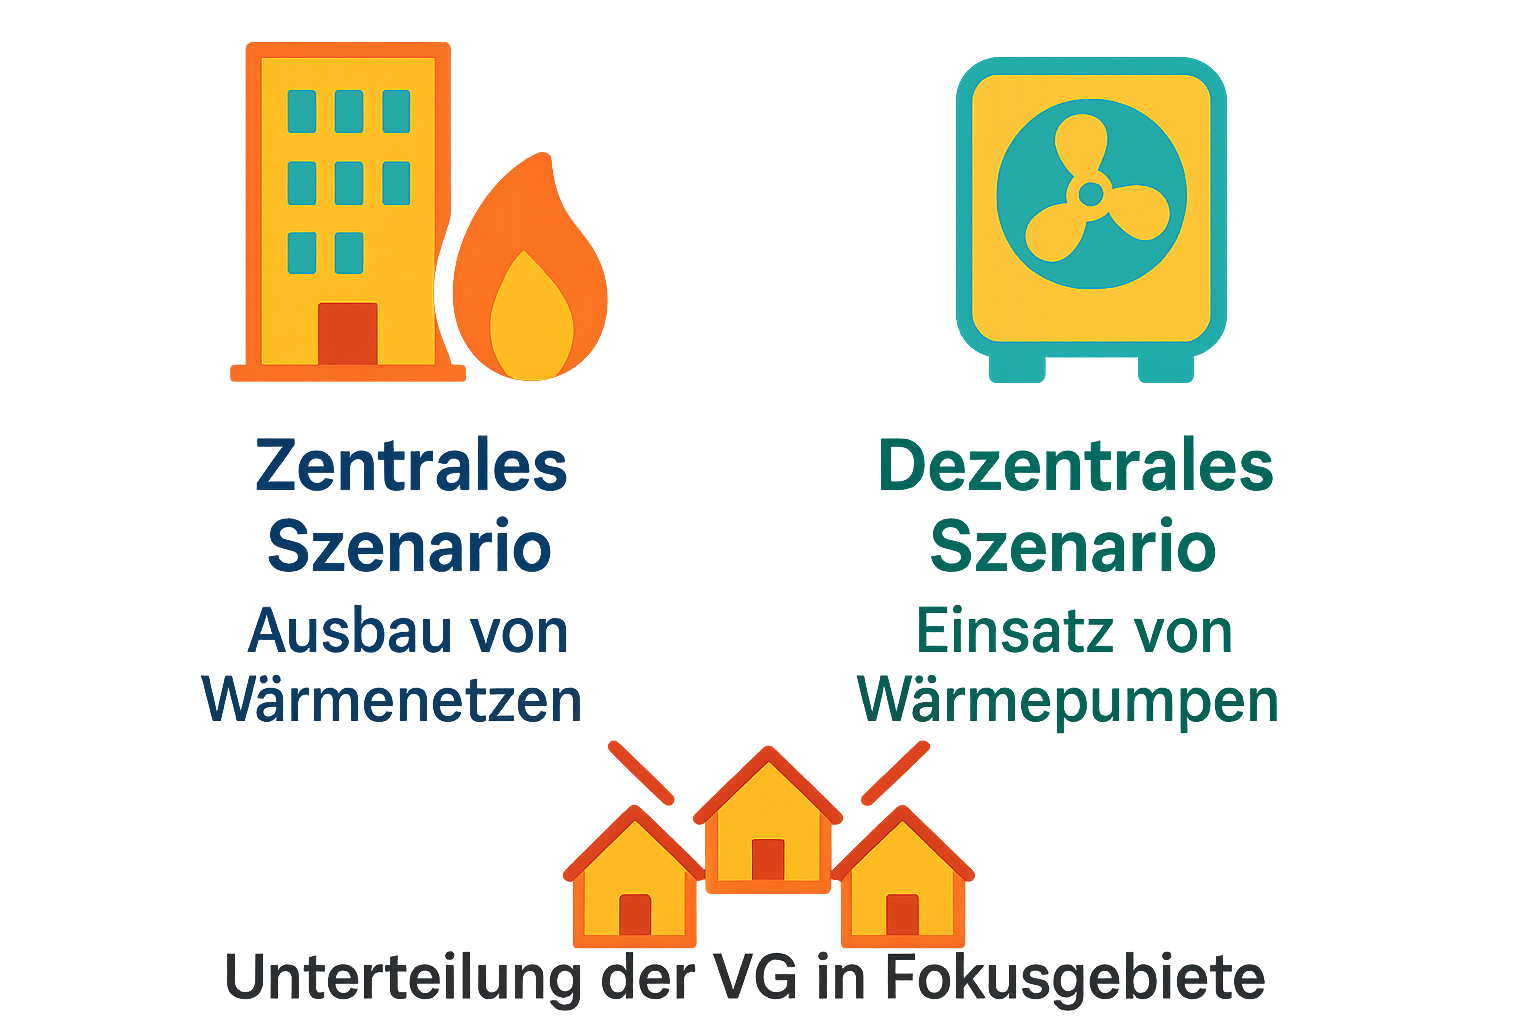 Zentrales
Szenario
Ausbau von
Wärmenetzen
Dezentrales
Szenario
Einsatz von
Wärmepumpen
Unterteilung der VG in Fokusgebiete